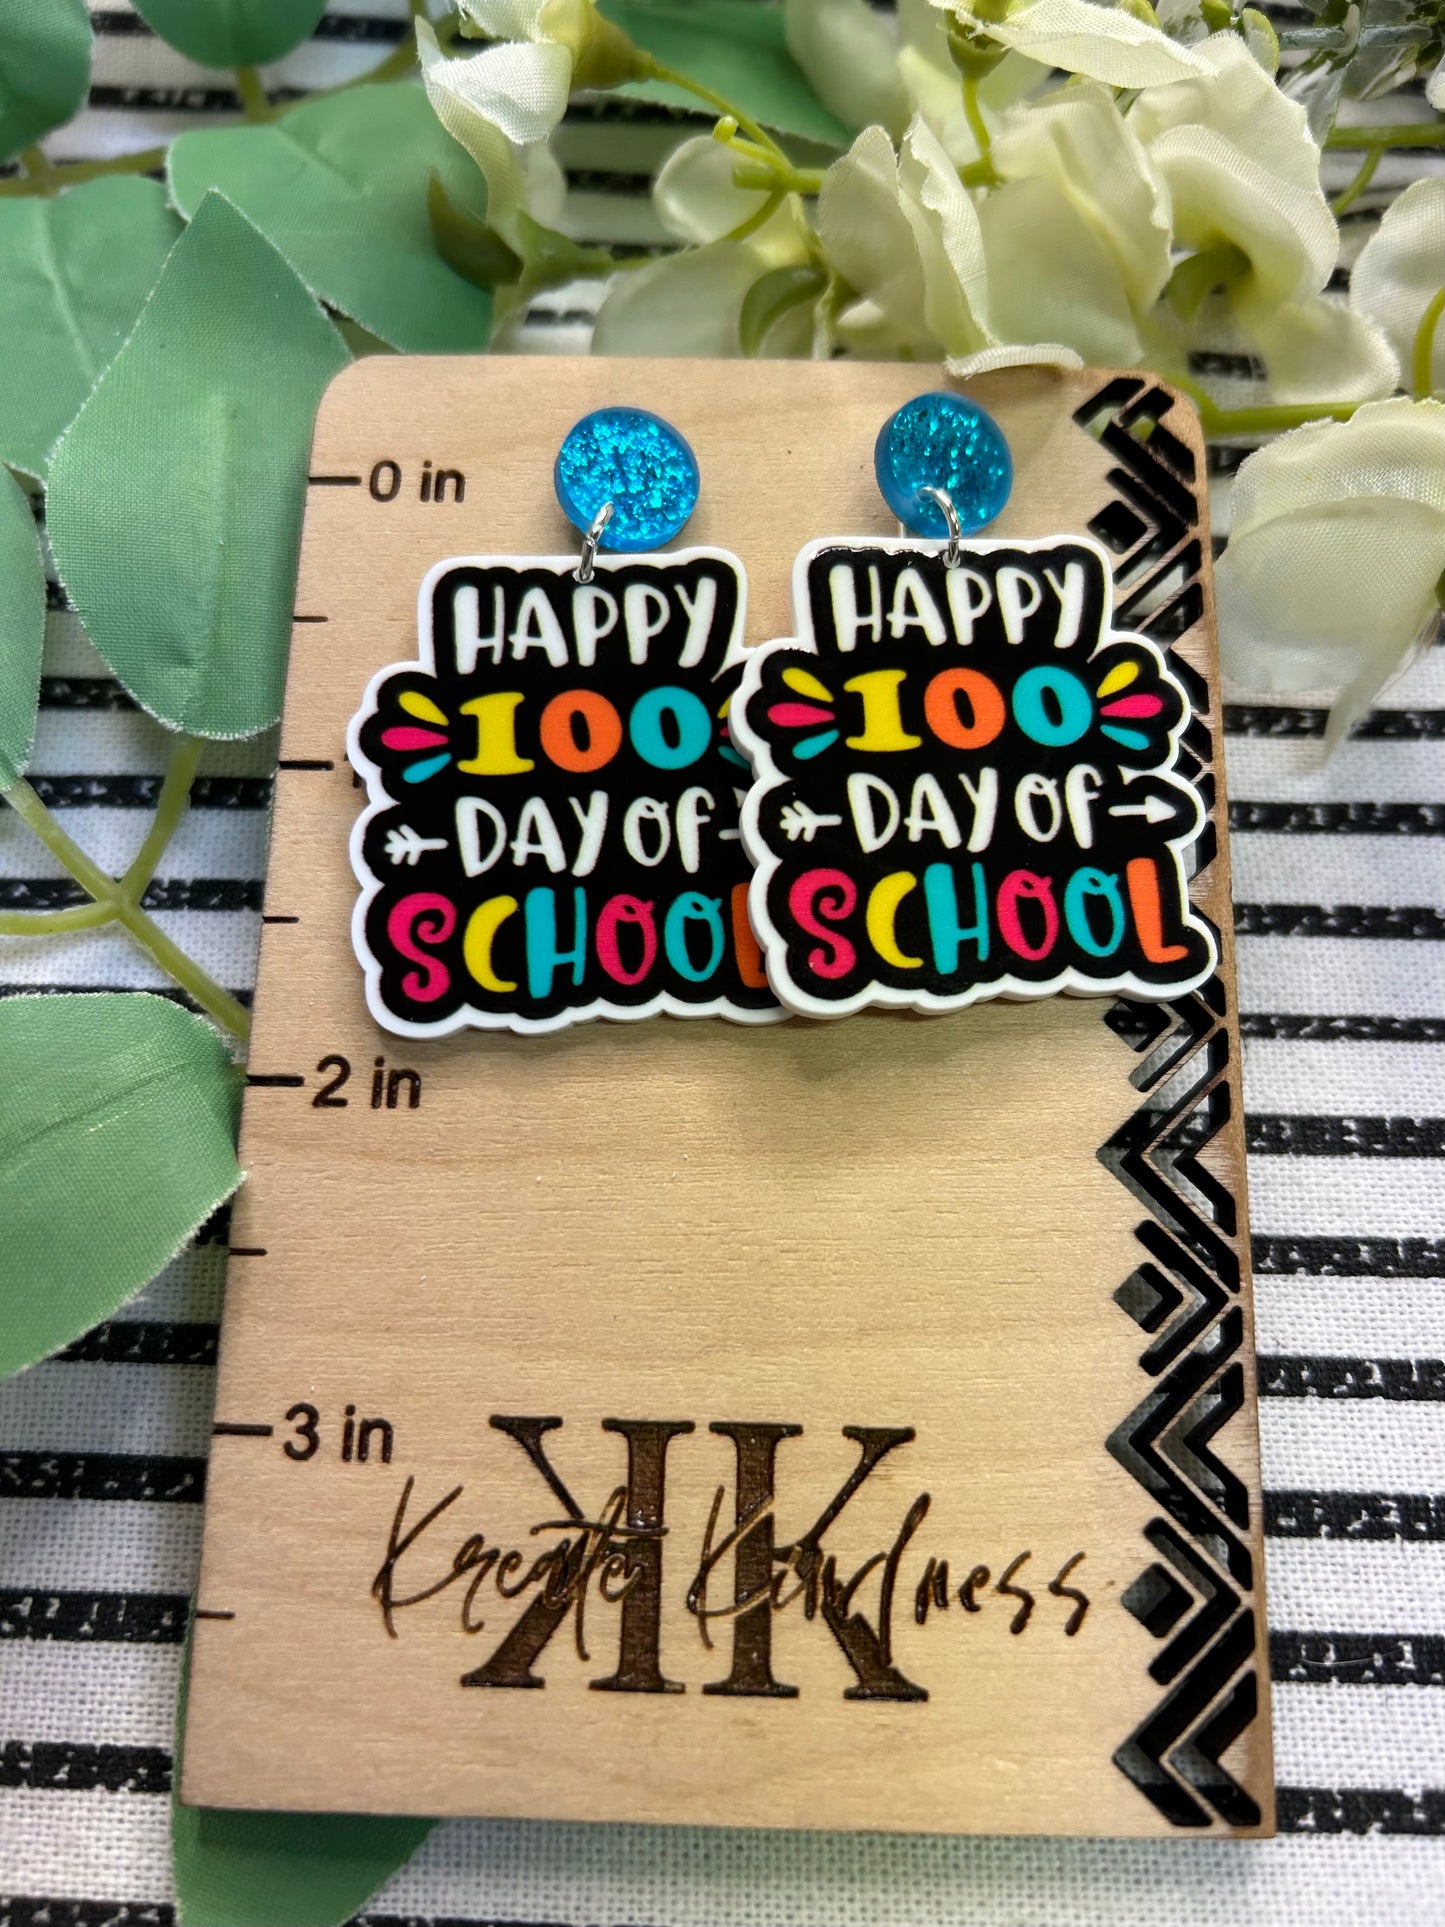 0 in
HAPPY
100
DAY OF
SCHOOL
HAPPY
100
DAY OF
SCHOOL
2 in
3 in
KK
Kreate Kindness